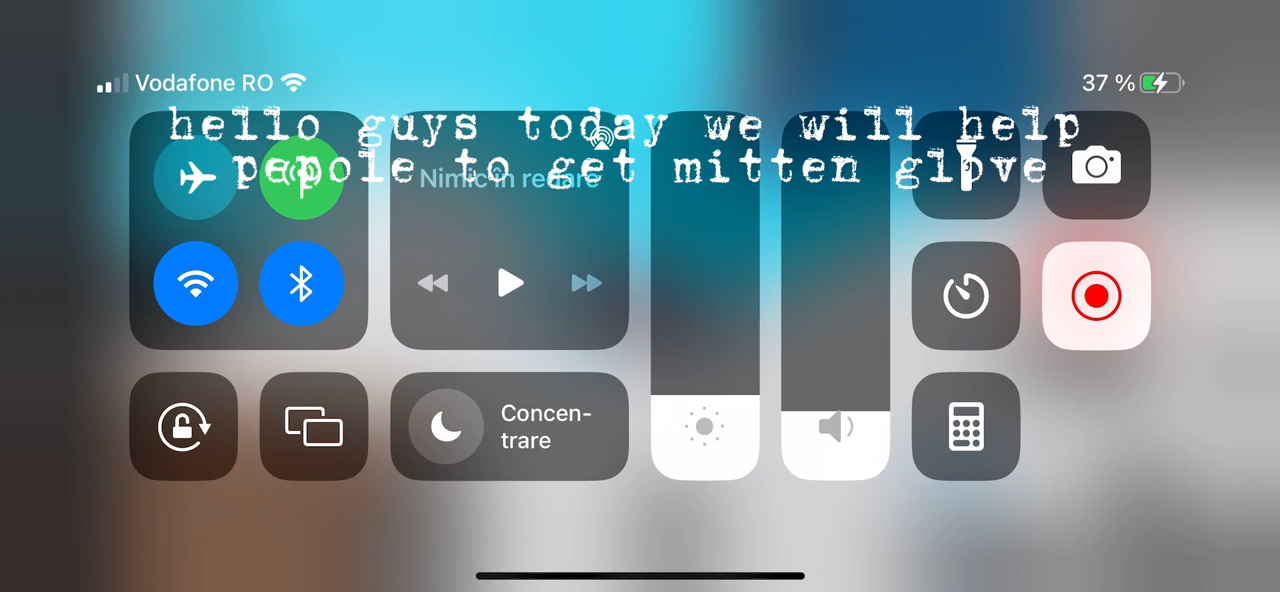 Vodafone RO
37 %
hello guys today we will help
pepole to get mitten glove
Nimic în redare
Concen-
trare